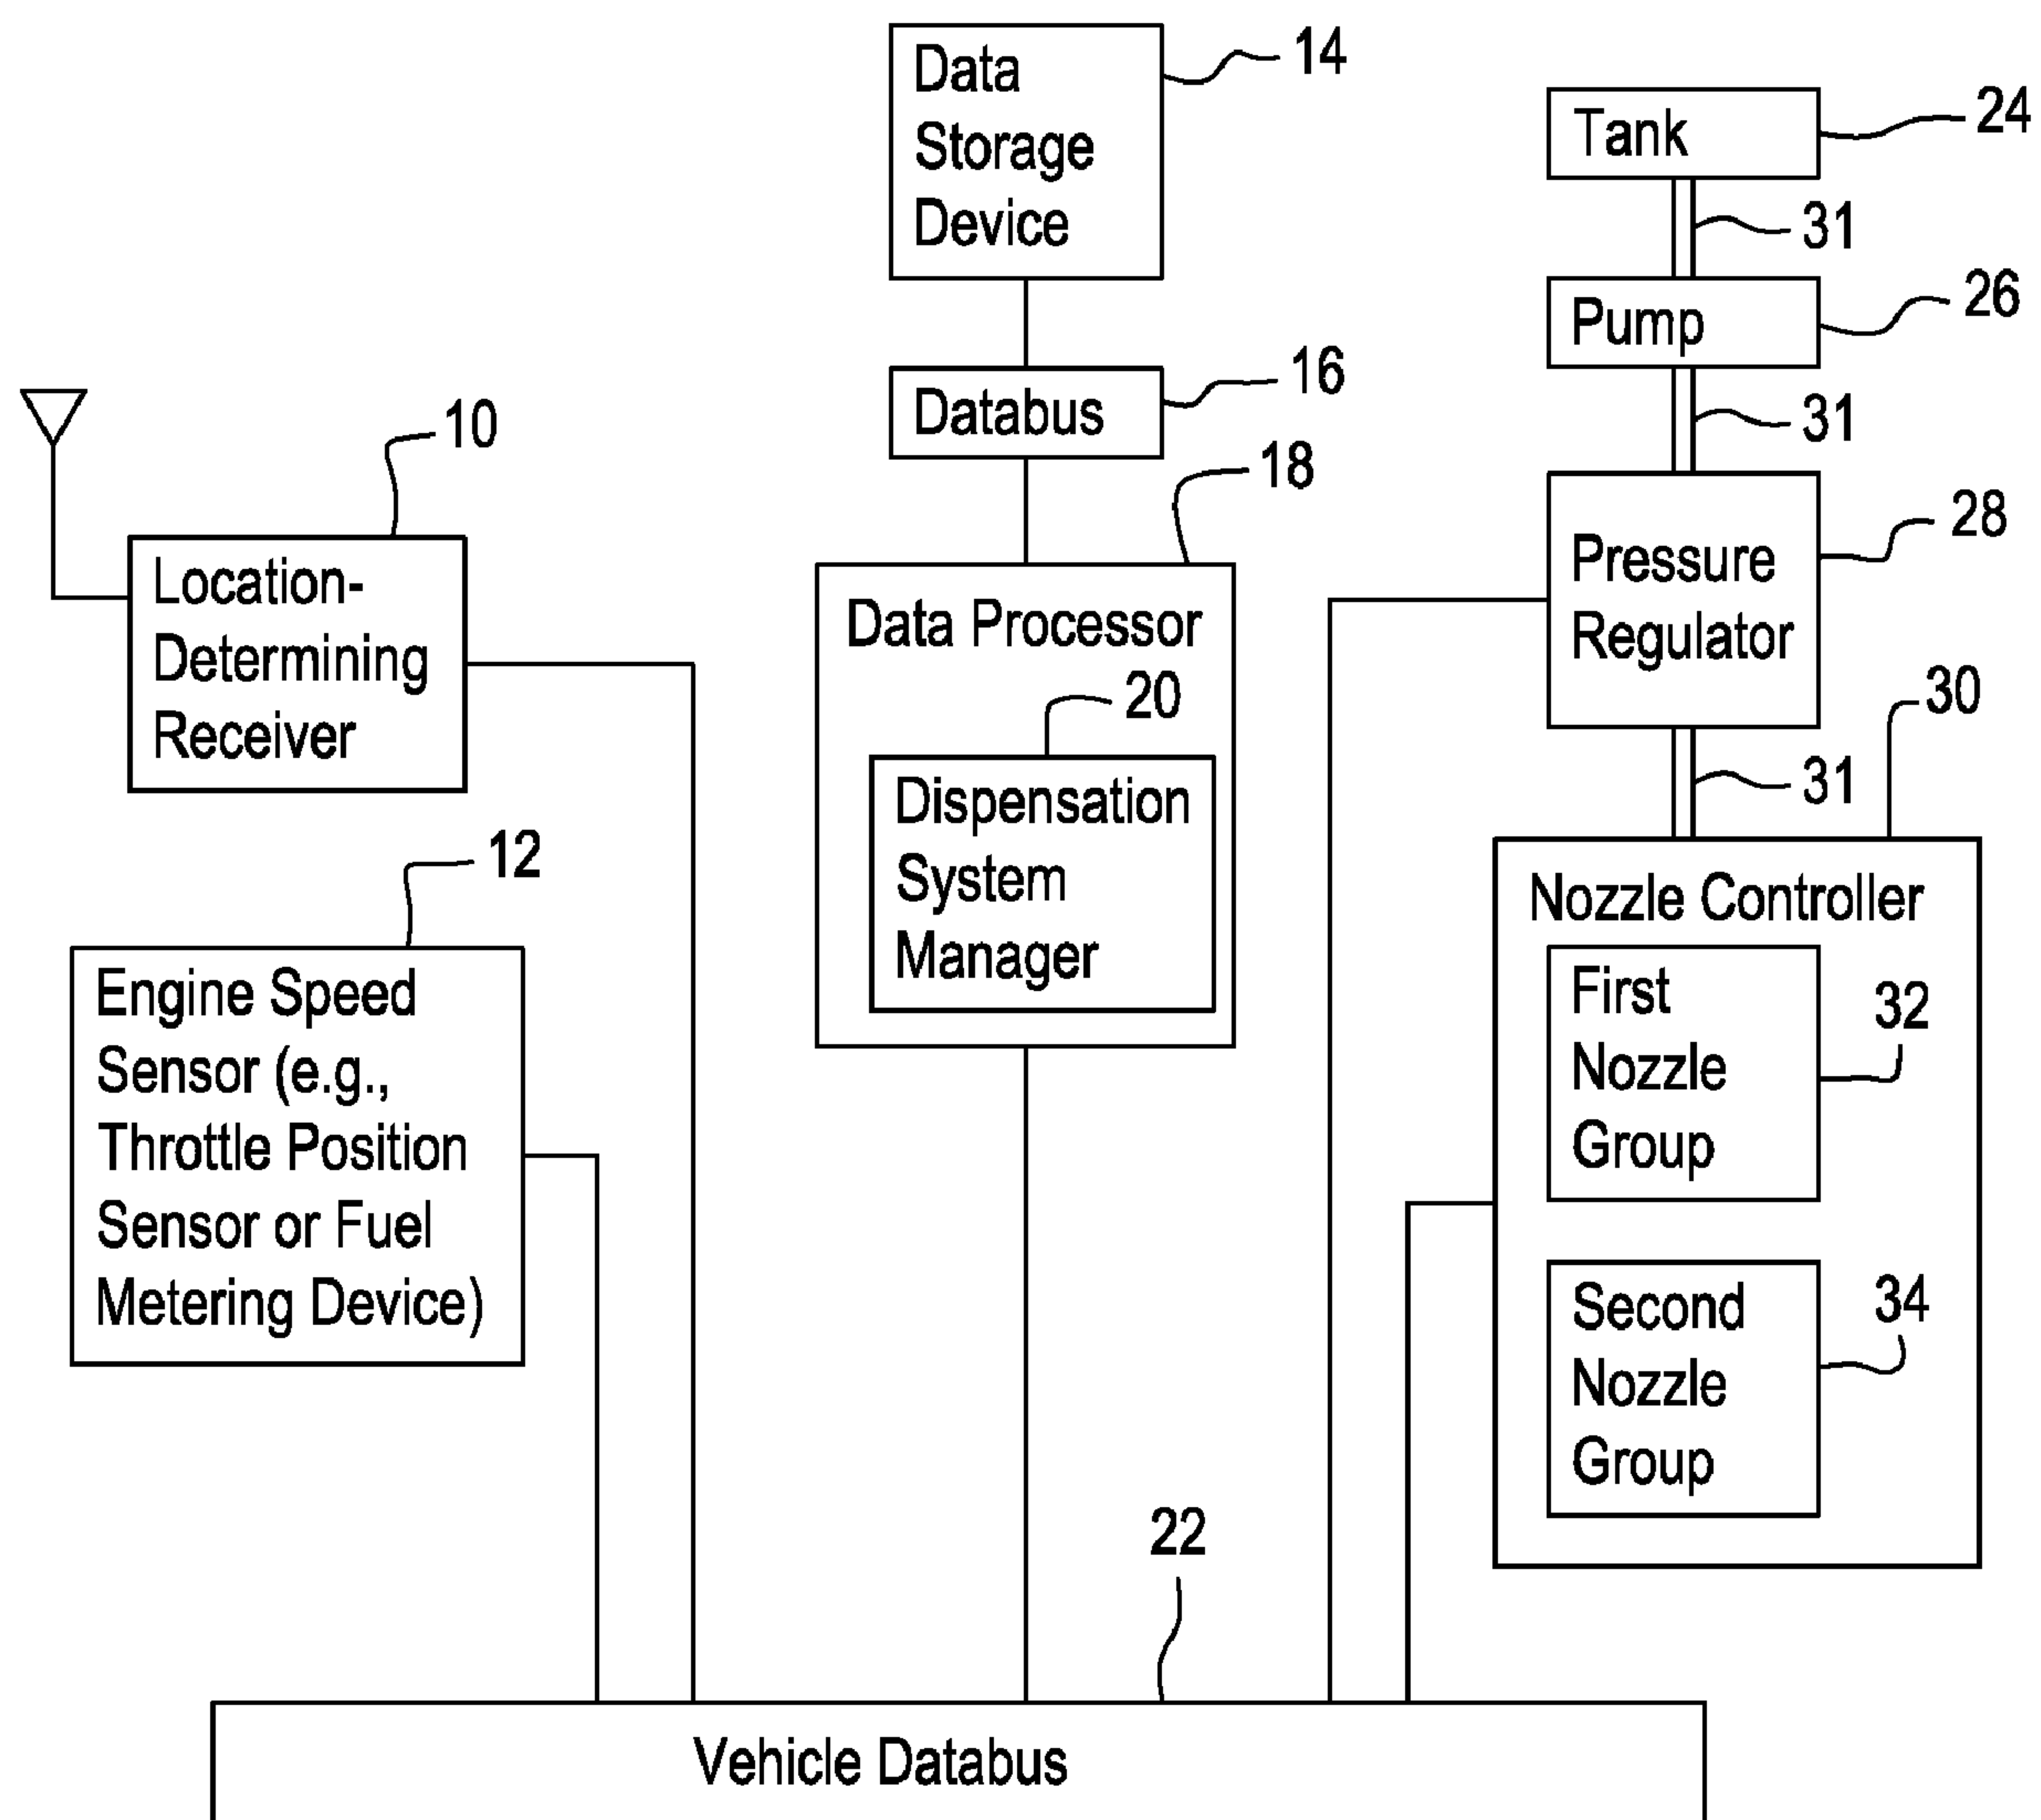 Data
Storage
Device
14
Tank
24
31
Pump
26
Databus
16
31
10
18
Location-
Determining
Receiver
Data Processor
20
Dispensation
System
Manager
Pressure
Regulator
28
30
31
12
Engine Speed
Sensor (e.g.,
Throttle Position
Sensor or Fuel
Metering Device)
Nozzle Controller
First
Nozzle
Group
32
Second
Nozzle
Group
34
22
Vehicle Databus